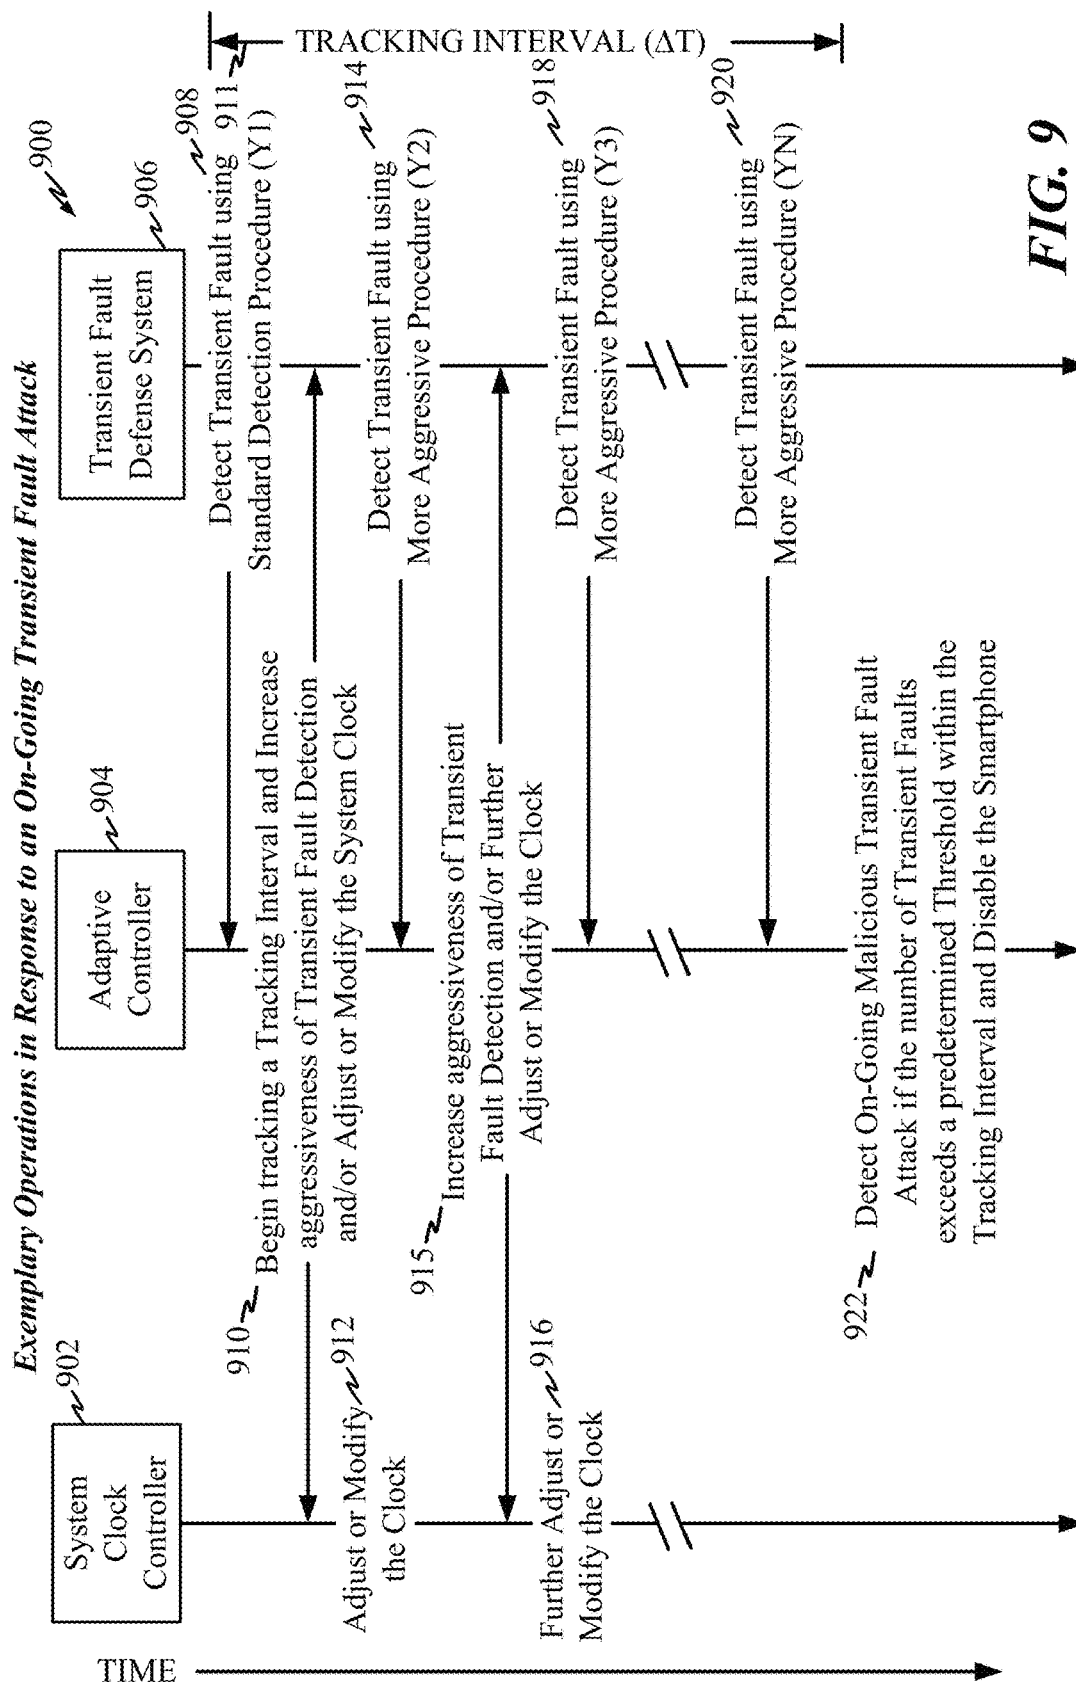 Exemplary Operations in Response to an On-Going Transient Fault Attack
900
TIME
System
Clock
Controller
902
Adaptive
Controller
904
Transient Fault
Defense System
906
908
Detect Transient Fault using
Standard Detection Procedure (Y1)
911
TRACKING INTERVAL (ΔT)
910
Begin tracking a Tracking Interval and Increase
aggressiveness of Transient Fault Detection
and/or Adjust or Modify the System Clock
Adjust or Modify
the Clock
912
Detect Transient Fault using
More Aggressive Procedure (Y2)
914
915
Increase aggressiveness of Transient
Fault Detection and/or Further
Adjust or Modify the Clock
Further Adjust or
Modify the Clock
916
Detect Transient Fault using
More Aggressive Procedure (Y3)
918
Detect Transient Fault using
More Aggressive Procedure (YN)
920
922
Detect On-Going Malicious Transient Fault
Attack if the number of Transient Faults
exceeds a predetermined Threshold within the
Tracking Interval and Disable the Smartphone
FIG. 9